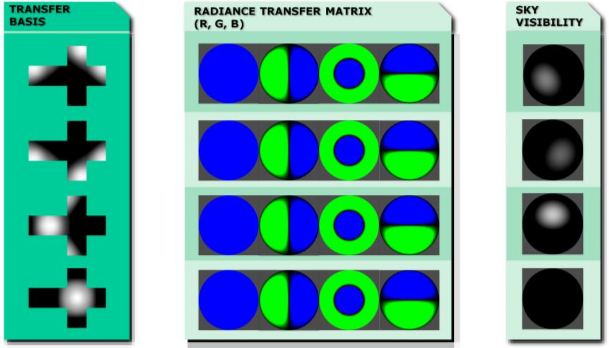 TRANSFER
BASIS
RADIANCE TRANSFER MATRIX
(R, G, B)
SKY
VISIBILITY